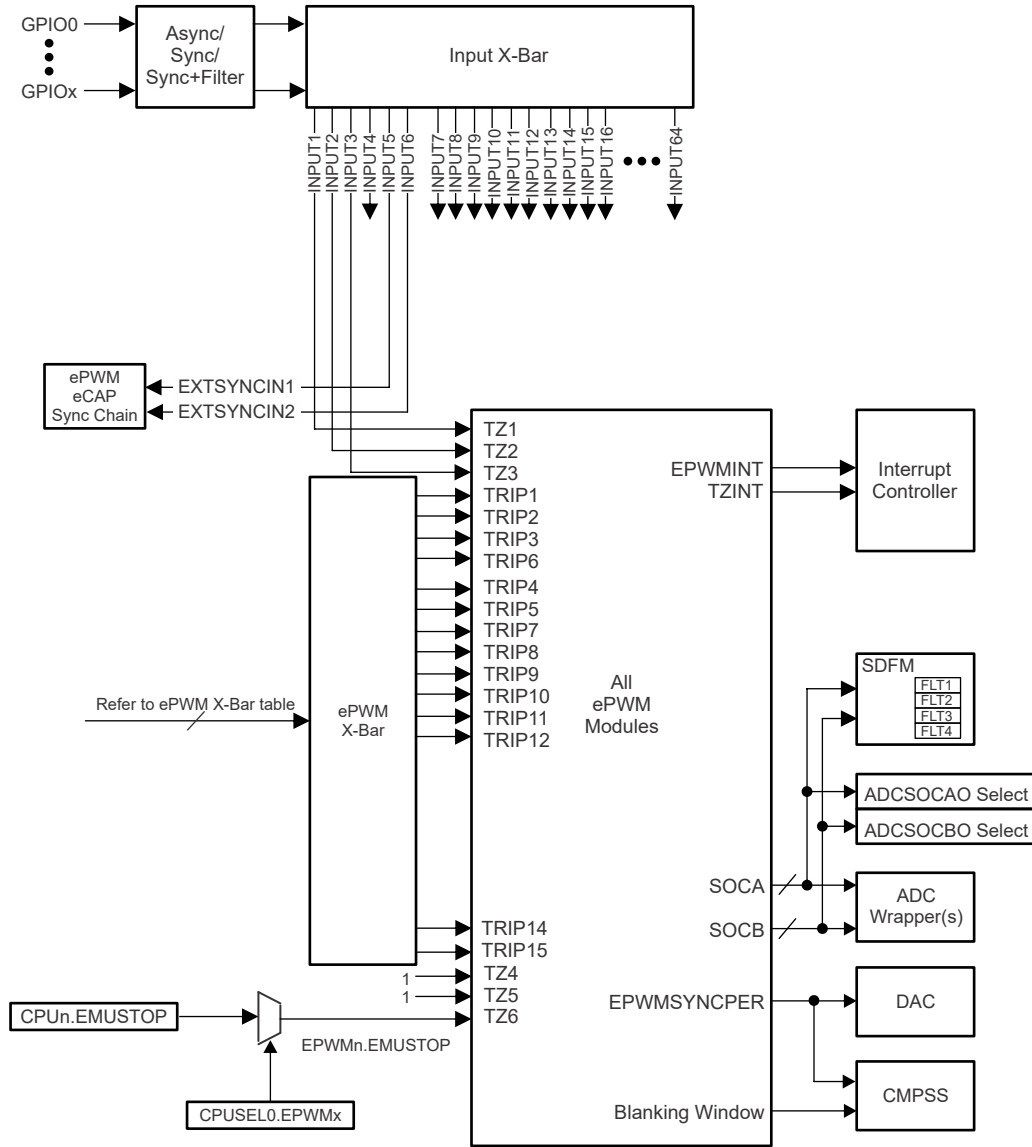 GPIO0
GPIOx
Async/
Sync/
Sync+Filter
Input X-Bar
INPUT1
INPUT2
INPUT3
INPUT4
INPUT5
INPUT6
INPUT7
INPUT8
INPUT9
INPUT10
INPUT11
INPUT12
INPUT13
INPUT14
INPUT15
INPUT16
INPUT64
ePWM
eCAP
Sync Chain
EXTSYNCIN1
EXTSYNCIN2
TZ1
TZ2
TZ3
TRIP1
TRIP2
TRIP3
TRIP6
TRIP4
TRIP5
TRIP7
TRIP8
TRIP9
TRIP10
TRIP11
TRIP12
TRIP14
TRIP15
TZ4
TZ5
TZ6
1
1
Refer to ePWM X-Bar table
ePWM
X-Bar
CPUn.EMUSTOP
EPWMn.EMUSTOP
CPUSEL0.EPWMx
All
ePWM
Modules
EPWMINT
TZINT
Interrupt
Controller
SDFM
FLT1
FLT2
FLT3
FLT4
ADCSOCAO Select
ADCSOCBO Select
SOCA
SOCB
ADC
Wrapper(s)
EPWMSYNCPER
DAC
Blanking Window
CMPSS